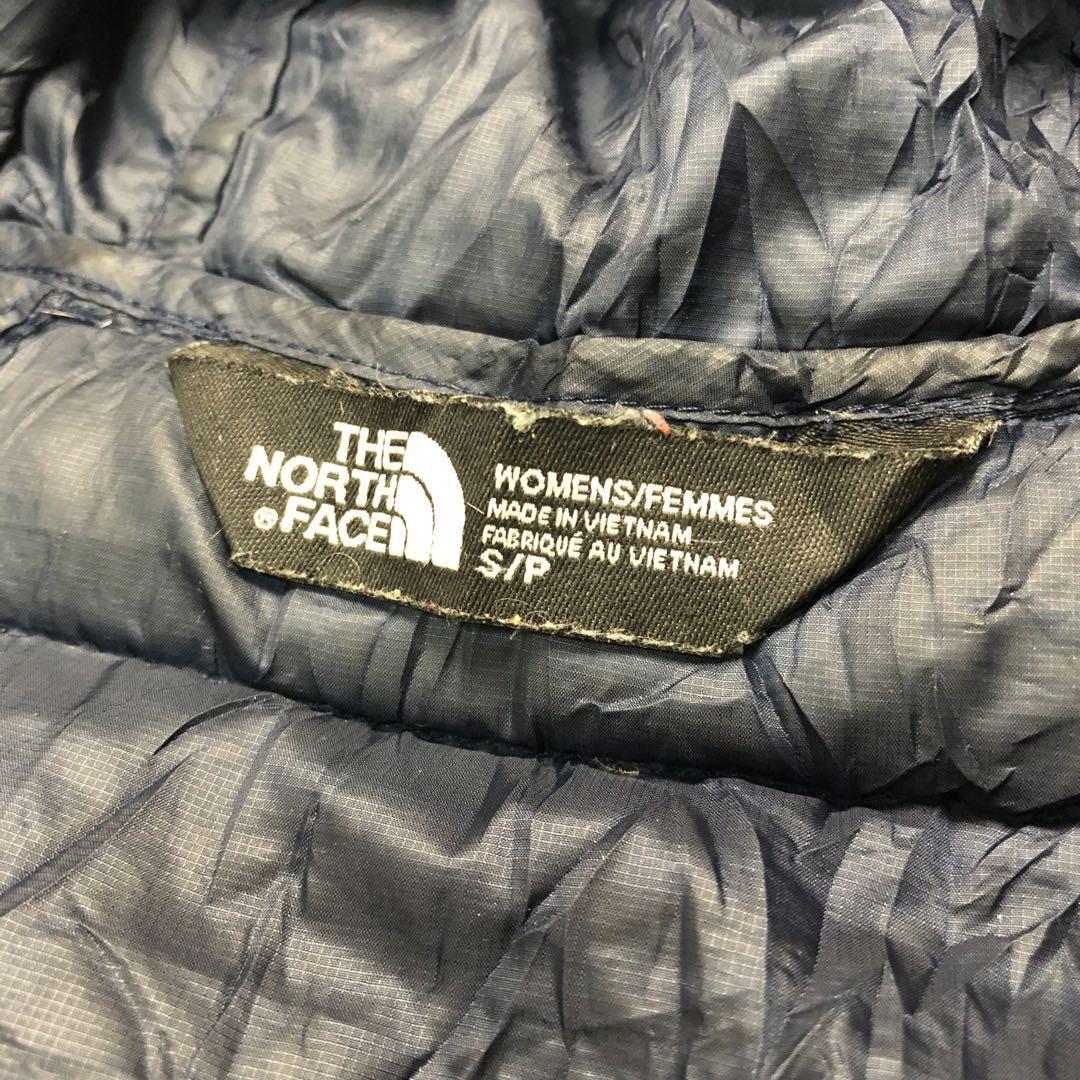 THE
NORTH
® FACE
WOMENS/FEMMES
MADE IN VIETNAM
FABRIQUÉ AU VIETNAM
S/P